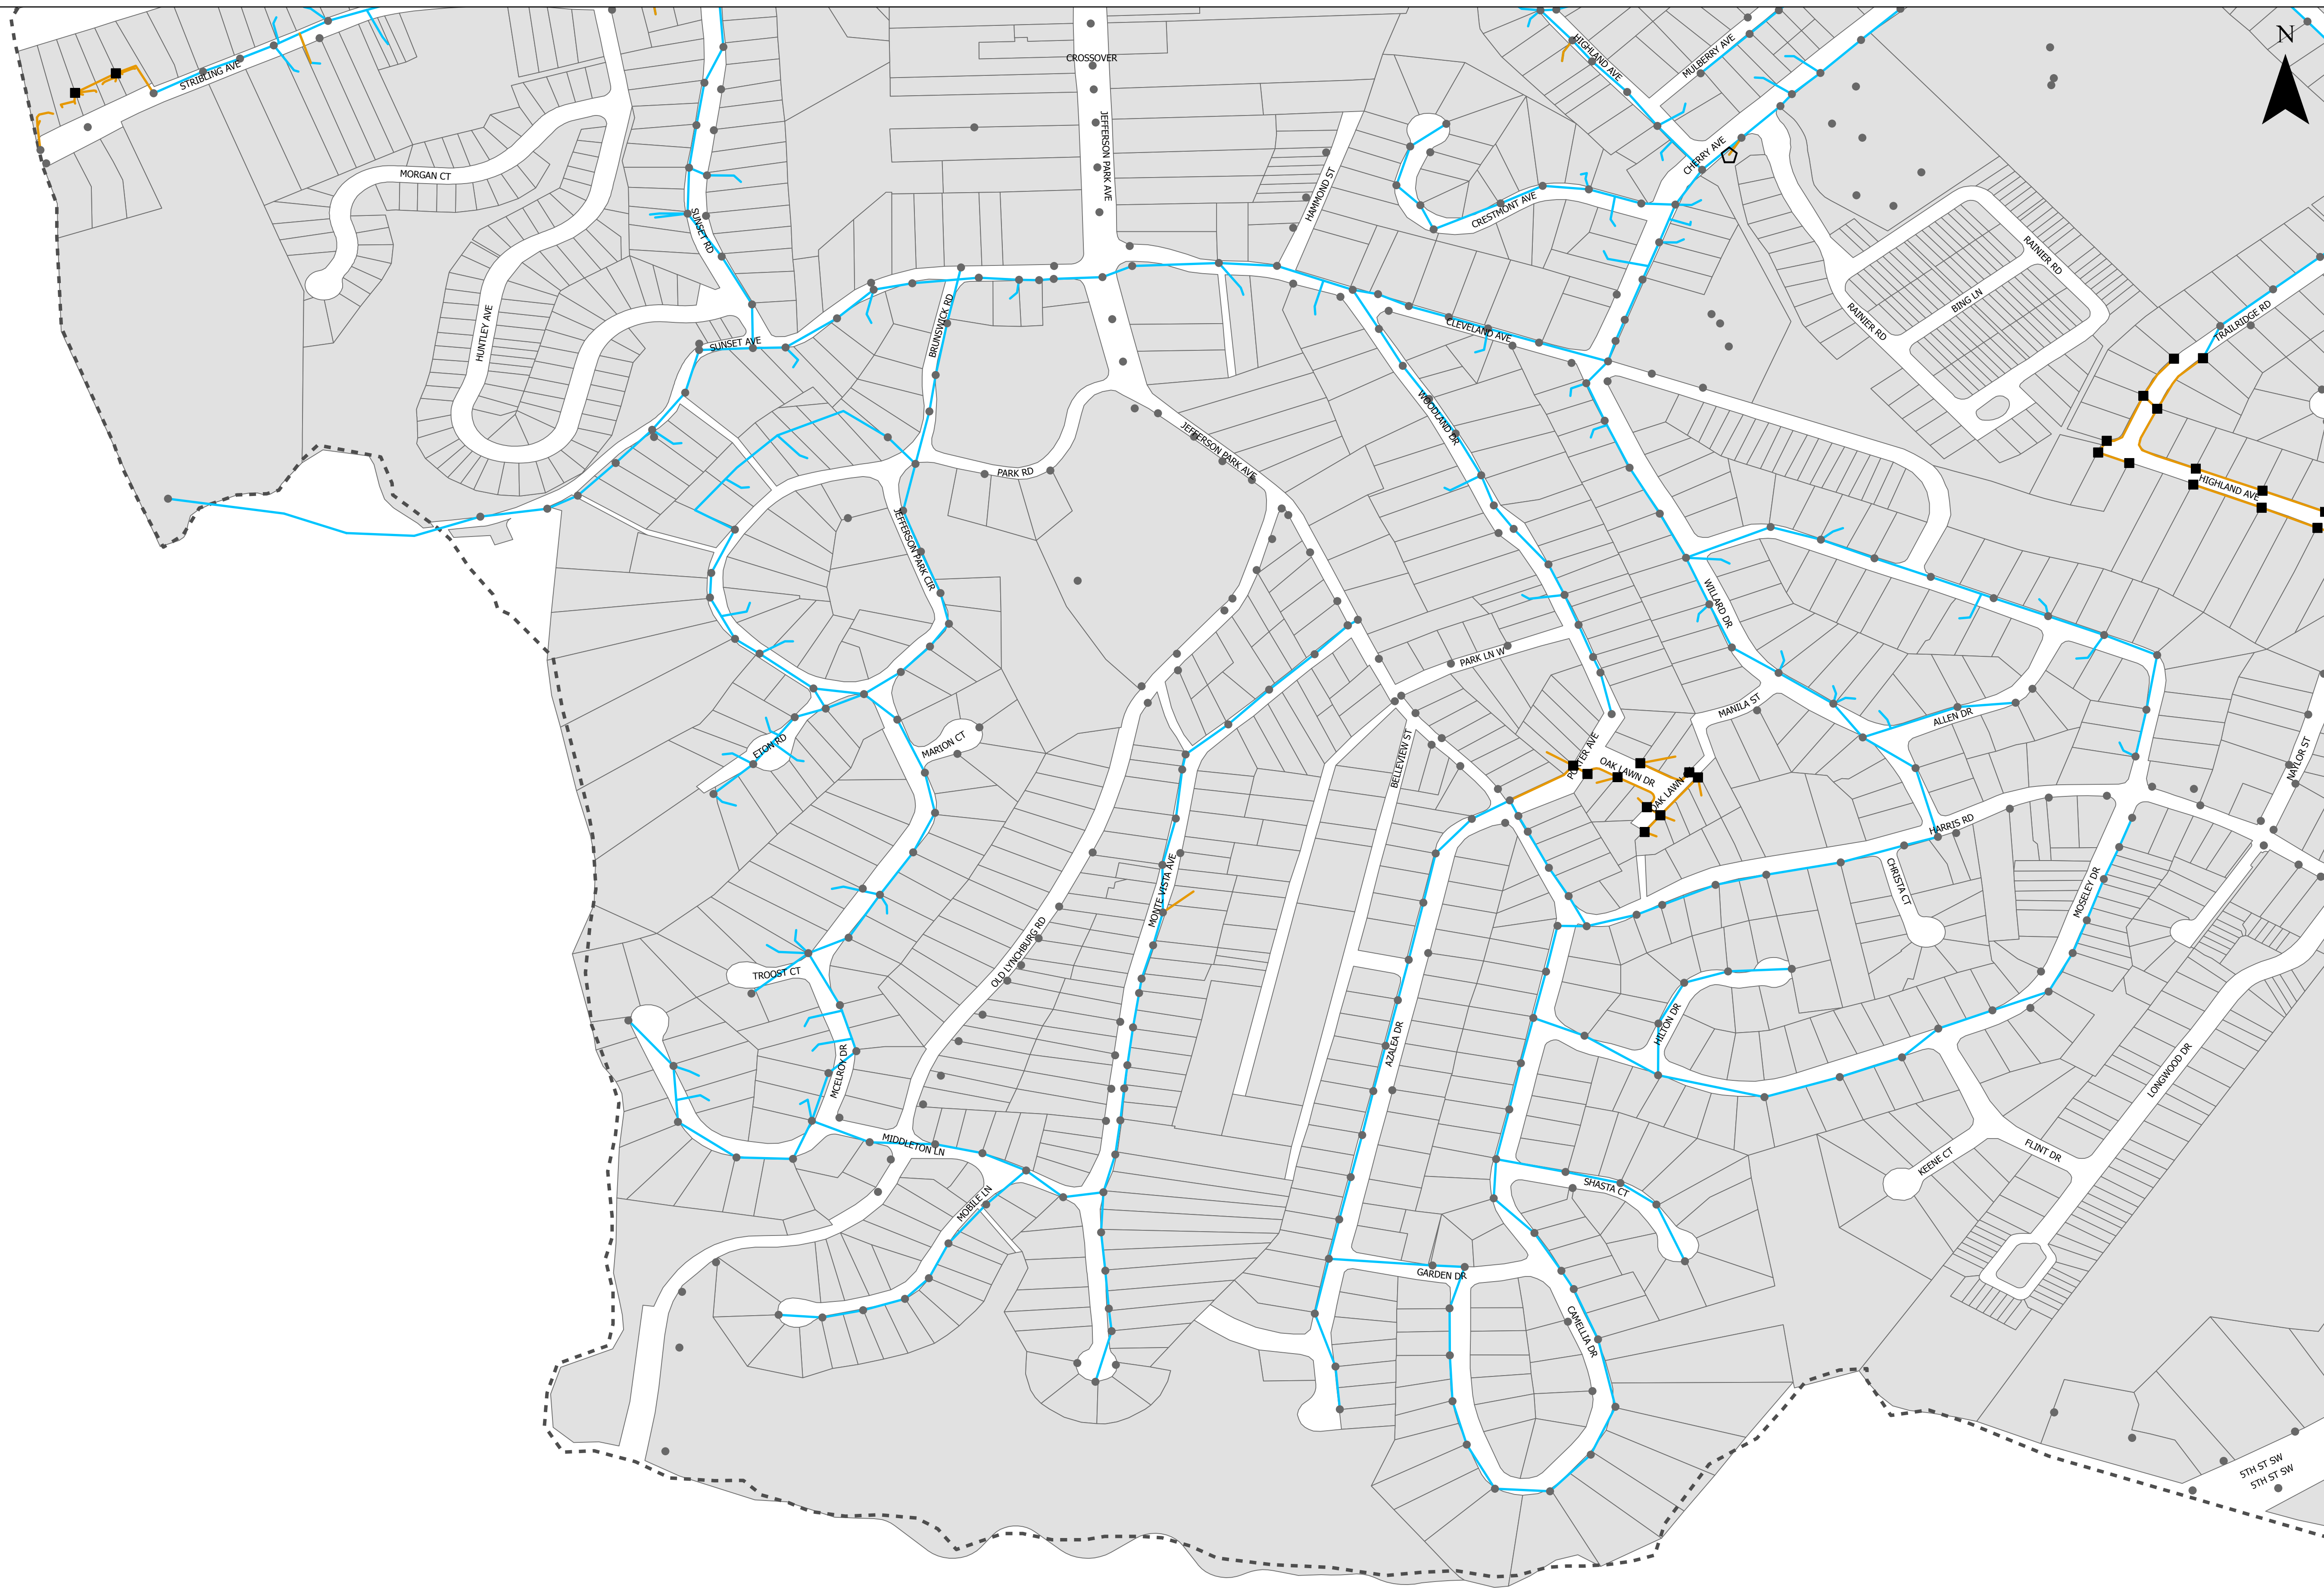 N
HIGHLAND AVE
MULBERRY AVE
CROSSOVER
STRIBLING AVE
JEFFERSON PARK AVE
CHERRY AVE
MORGAN CT
HAMMOND ST
CRESTMONT AVE
SUNSET RD
RAINIER RD
BING LN
RAINIER RD
TRAILRIDGE RD
HUNTLEY AVE
BRUNSWICK RD
SUNSET AVE
CLEVELAND AVE
WOODLAND DR
JEFFERSON PARK AVE
PARK RD
HIGHLAND AVE
JEFFERSON PARK CIR
WILLARD DR
PARK LN W
MANILA ST
ALLEN DR
ETON RD
MARION CT
BELLEVIEW ST
PORTER AVE
OAK LAWN DR
OAK LAWN
NAYLOR ST
HARRIS RD
CHRISTA CT
MOSELEY DR
MONTE VISTA AVE
OLD LYNCHBURG RD
TROOST CT
HILTON DR
AZALEA DR
MCELROY DR
LONGWOOD DR
MIDDLETON LN
FLINT DR
KEENE CT
SHASTA CT
MOBILE LN
GARDEN DR
CAMELLIA DR
5TH ST SW
5TH ST SW